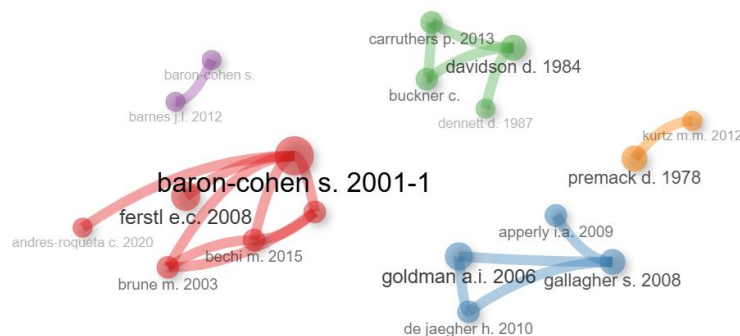 carruthers p. 2013
davidson d. 1984
baron-cohen s.
buckner c.
barnes j.l. 2012
dennett d. 1987
kurtz m.m. 2012
premack d. 1978
baron-cohen s. 2001-1
ferstl e.c. 2008
apperly i.a. 2009
andres-roqueta c. 2020
bechi m. 2015
goldman a.i. 2006
gallagher s. 2008
brune m. 2003
de jaegher h. 2010